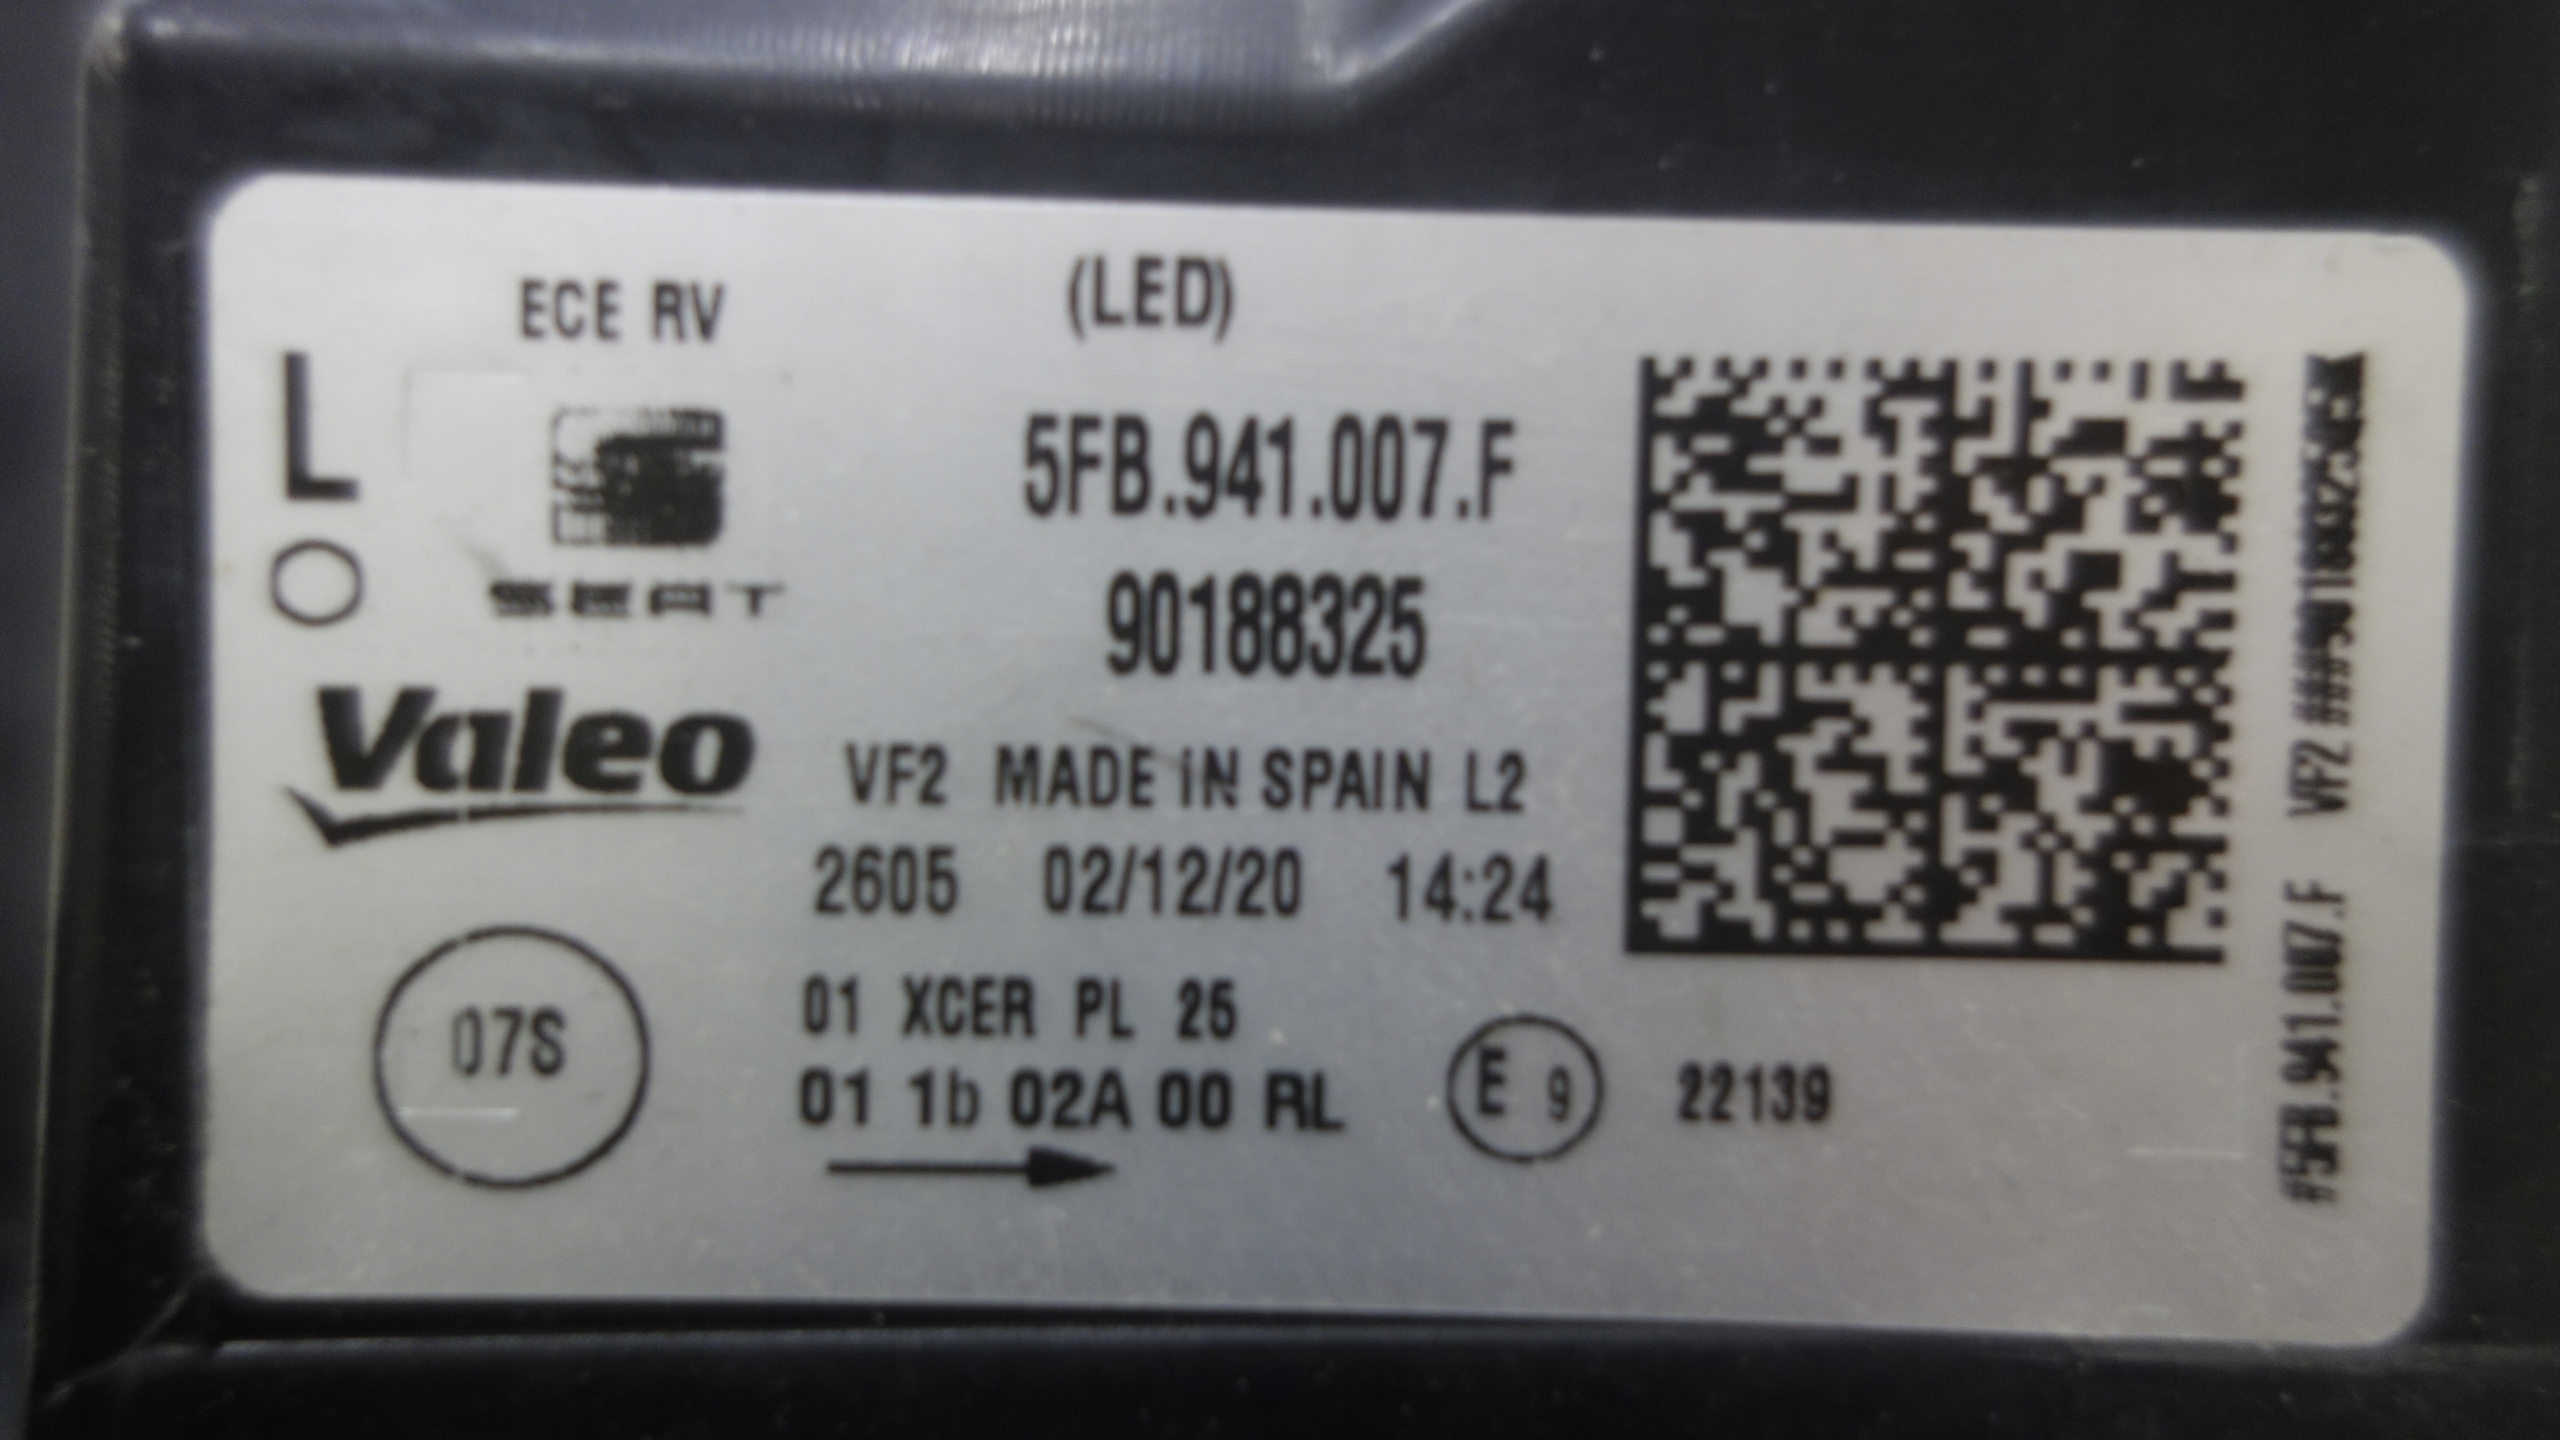 ECE RV
(LED)
L
O
SEAT
5FB.941.007.F
90188325
Valeo
VF2 MADE iN SPAIN L2
2605 02/12/20 14:24
07S
01 XCER PL 25
01 1b 02A 00 RL
E 9
22139
#5FB.941.007.F VF2